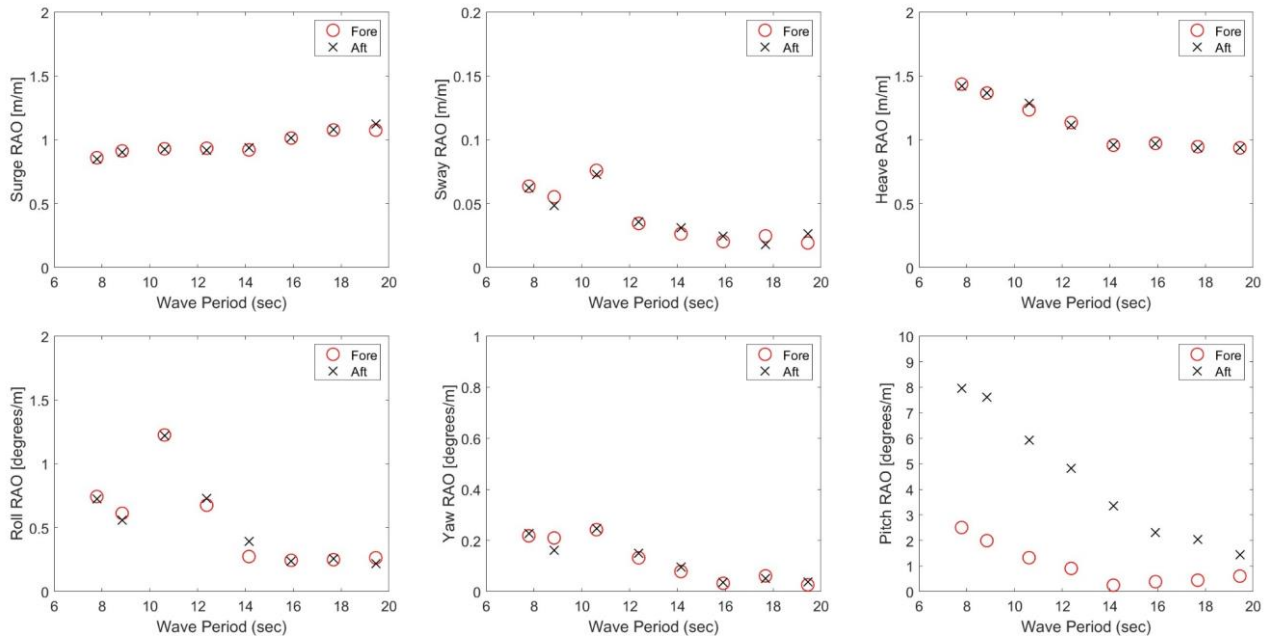 Surge RAO [m/m]
2
1.5
1
0.5
0
6 8 10 12 14 16 18 20
Wave Period (sec)
Fore
Aft
Sway RAO [m/m]
0.2
0.15
0.1
0.05
0
6 8 10 12 14 16 18 20
Wave Period (sec)
Fore
Aft
Heave RAO [m/m]
2
1.5
1
0.5
0
6 8 10 12 14 16 18 20
Wave Period (sec)
Fore
Aft
Roll RAO [degrees/m]
2
1.5
1
0.5
0
6 8 10 12 14 16 18 20
Wave Period (sec)
Fore
Aft
Yaw RAO [degrees/m]
1
0.8
0.6
0.4
0.2
0
6 8 10 12 14 16 18 20
Wave Period (sec)
Fore
Aft
Pitch RAO [degrees/m]
10
9
8
7
6
5
4
3
2
1
0
6 8 10 12 14 16 18 20
Wave Period (sec)
Fore
Aft